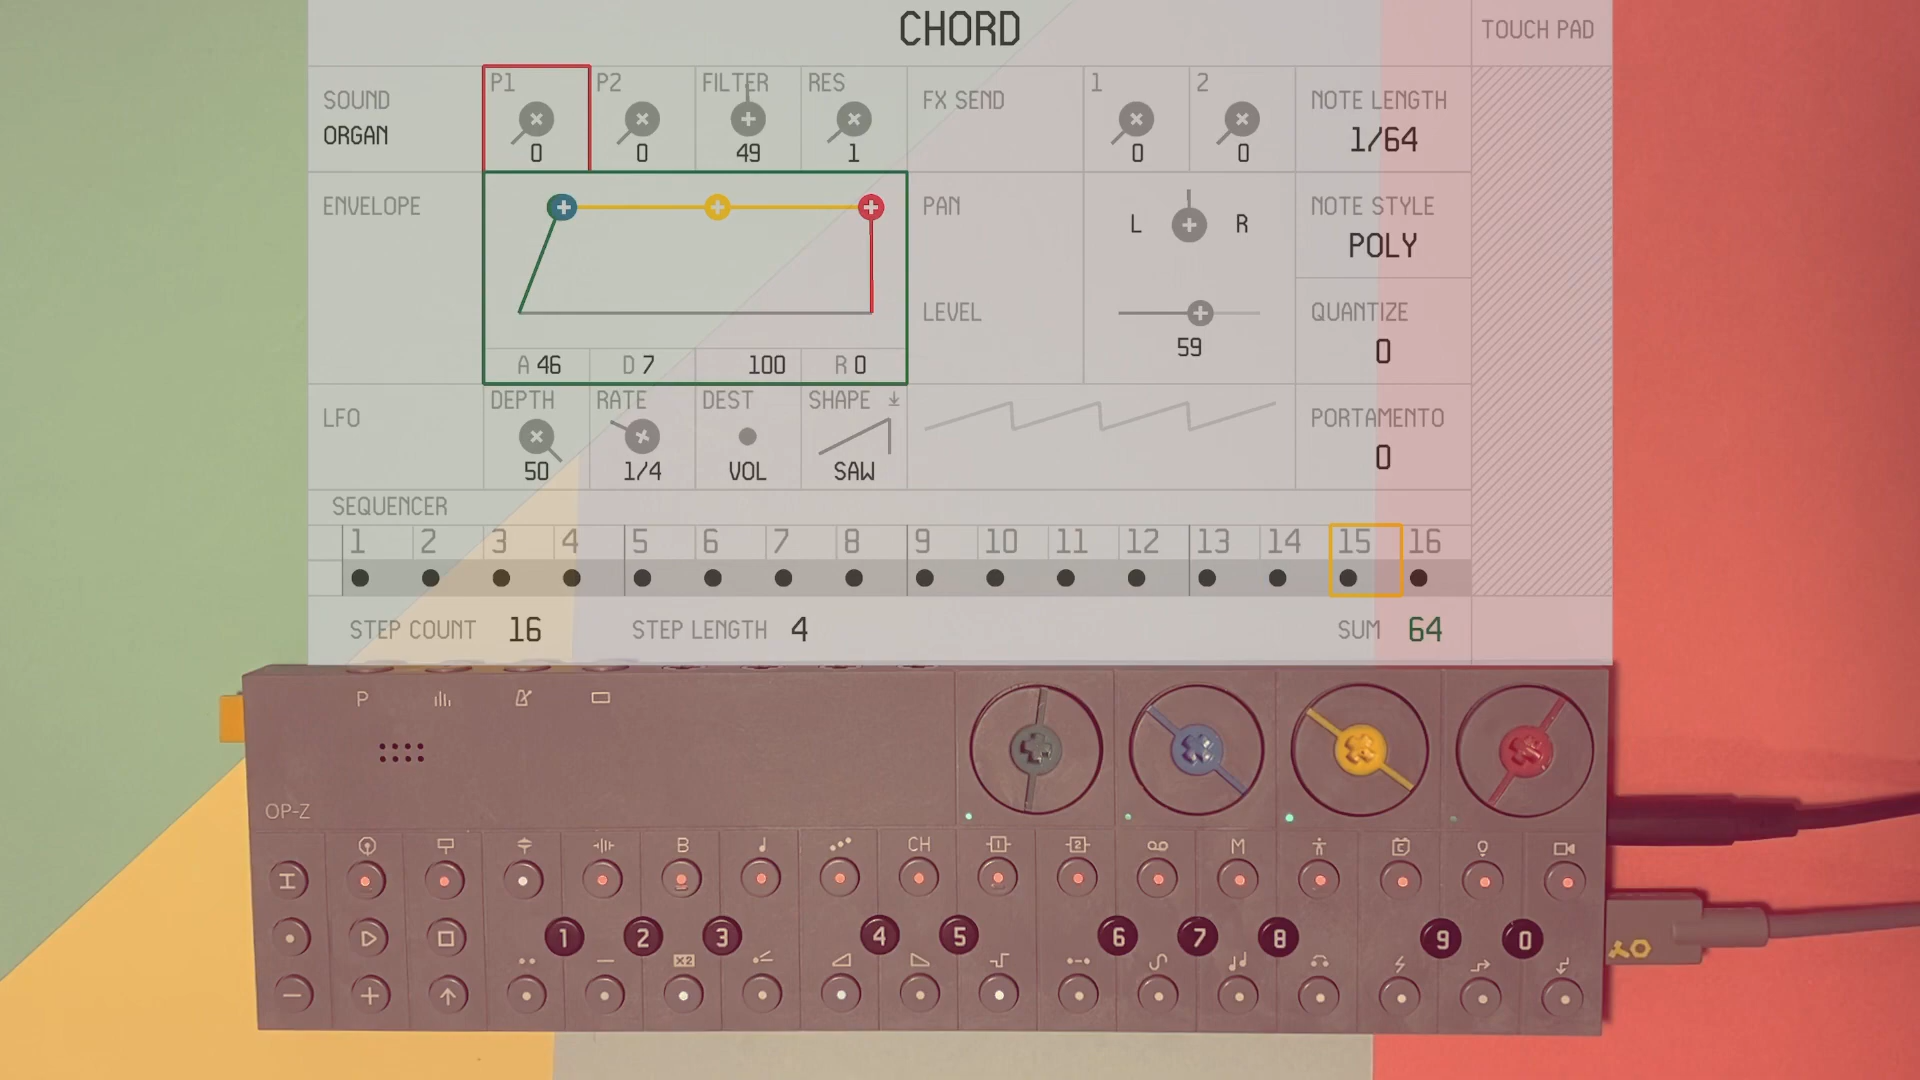 CHORD
TOUCH PAD
SOUND
ORGAN
P1
0
P2
0
FILTER
49
RES
1
FX SEND
1
0
2
0
NOTE LENGTH
1/64
ENVELOPE
A 46
D 7
100
R 0
PAN
L
R
NOTE STYLE
POLY
LEVEL
59
QUANTIZE
0
LFO
DEPTH
50
RATE
1/4
DEST
VOL
SHAPE
SAW
PORTAMENTO
0
SEQUENCER
1 2 3 4 5 6 7 8 9 10 11 12 13 14 15 16
STEP COUNT 16
STEP LENGTH 4
SUM 64
P
OP-Z
B
CH
1
2
M
C
1 2 3 4 5 6 7 8 9 0
X2